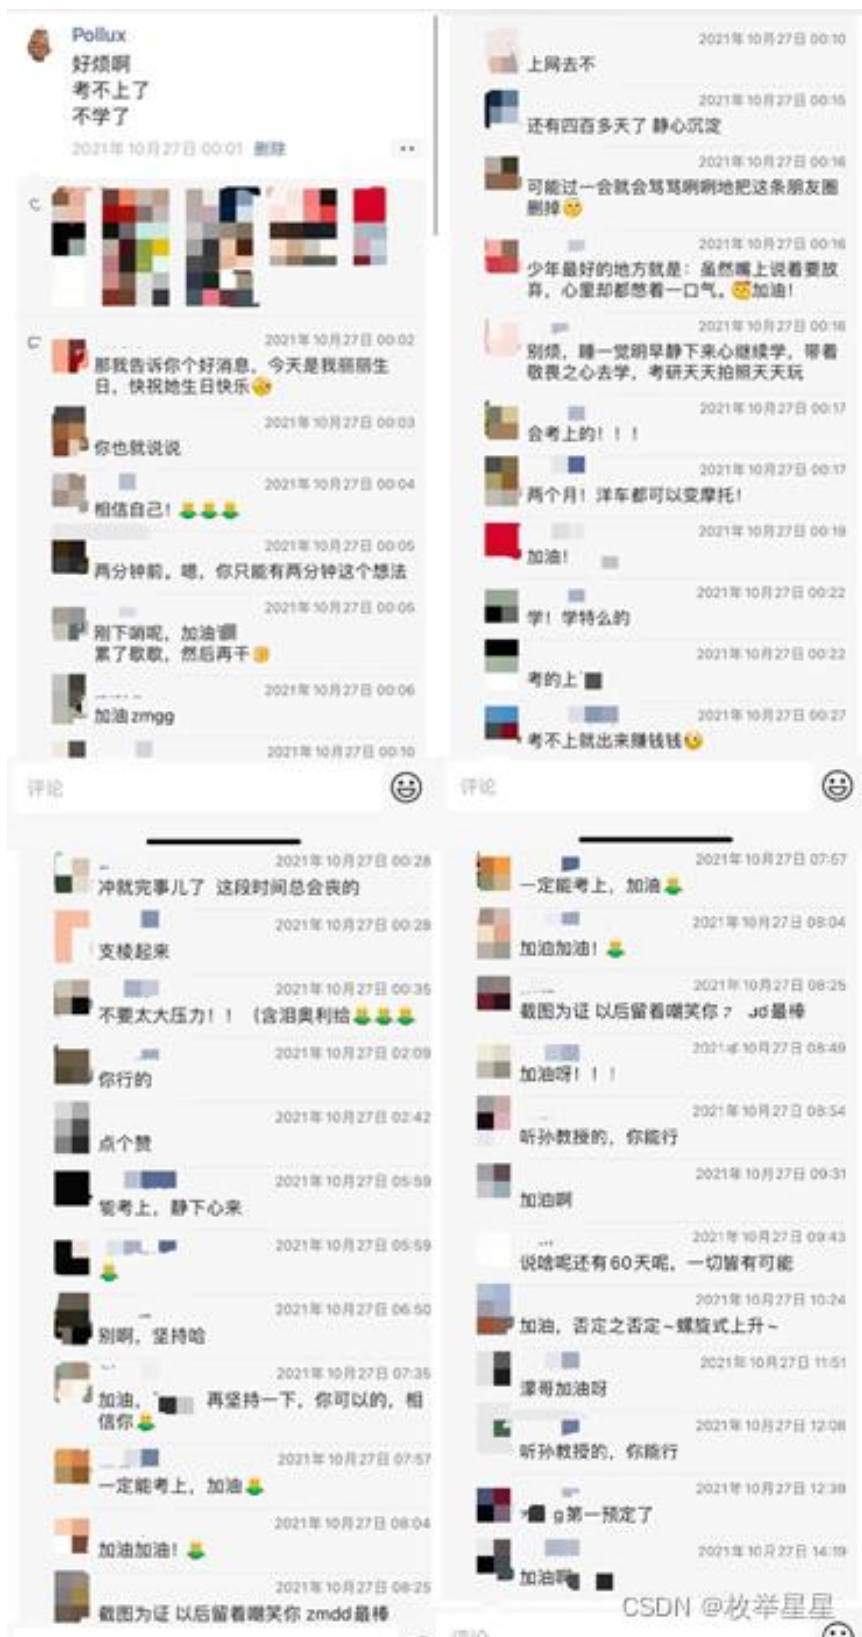 Pollux
好烦啊
考不上了
不学了
2021年10月27日 00:01 删除
2021年10月27日 00:02
那我告诉你个好消息，今天是我丽丽生
日，快祝她生日快乐
2021年10月27日 00:03
你也就说说
2021年10月27日 00:04
相信自己！
2021年10月27日 00:05
两分钟前。嗯，你只能有两分钟这个想法
2021年10月27日 00:05
刚下哨呢，加油
累了歇歇，然后再干
2021年10月27日 00:06
加油zmgg
2021年10月27日 00:10
评论
2021年10月27日 00:10
上网去不
2021年10月27日 00:15
还有四百多天了 静心沉淀
2021年10月27日 00:16
可能过一会就会骂骂咧咧地把这条朋友圈
删掉
2021年10月27日 00:16
少年最好的地方就是：虽然嘴上说着要放
弃，心里却都憋着一口气。加油！
2021年10月27日 00:16
别烦，睡一觉明早静下来心继续学，带着
敬畏之心去学，考研天天拍照天天玩
2021年10月27日 00:17
会考上的！！！
2021年10月27日 00:17
两个月！洋车都可以变摩托！
2021年10月27日 00:19
加油！
2021年10月27日 00:22
学！学特么的
2021年10月27日 00:22
考的上
2021年10月27日 00:27
考不上就出来赚钱钱
评论
2021年10月27日 00:28
冲就完事儿了 这段时间总会丧的
2021年10月27日 00:28
支棱起来
2021年10月27日 00:35
不要太大压力！！（含泪奥利给
2021年10月27日 02:09
你行的
2021年10月27日 02:42
点个赞
2021年10月27日 05:59
能考上，静下心来
2021年10月27日 05:59
2021年10月27日 06:50
别啊，坚持哈
2021年10月27日 07:35
加油， 再坚持一下，你可以的，相
信你
2021年10月27日 07:57
一定能考上，加油
2021年10月27日 08:04
加油加油！
2021年10月27日 08:25
截图为证 以后留着嘲笑你 zmdd最棒
2021年10月27日 07:57
一定能考上，加油
2021年10月27日 08:04
加油加油！
2021年10月27日 08:25
截图为证 以后留着嘲笑你 最棒
2021年10月27日 08:49
加油呀！！！
2021年10月27日 08:54
听孙教授的，你能行
2021年10月27日 09:31
加油啊
2021年10月27日 09:43
说啥呢还有60天呢，一切皆有可能
2021年10月27日 10:24
加油，否定之否定~螺旋式上升~
2021年10月27日 11:51
濛哥加油呀
2021年10月27日 12:08
听孙教授的，你能行
2021年10月27日 12:39
g第一预定了
2021年10月27日 14:19
加油啊
CSDN @枚举星星
评论